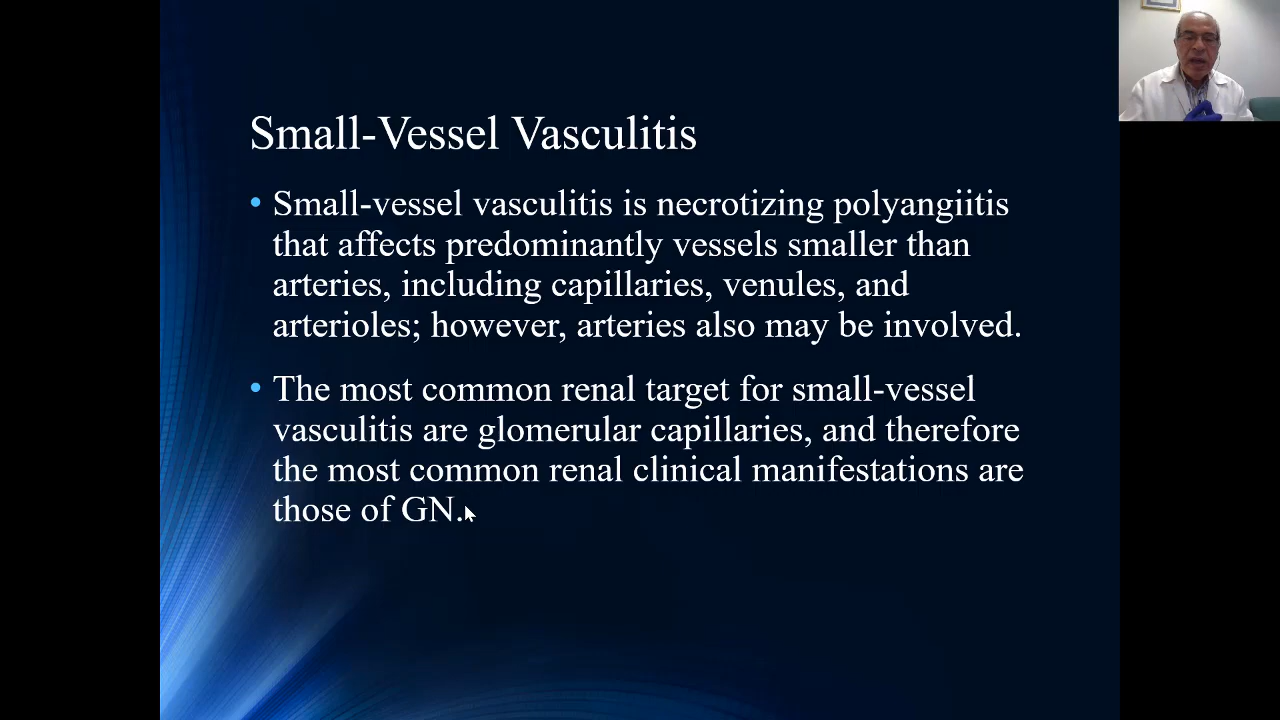 Small-Vessel Vasculitis
• Small-vessel vasculitis is necrotizing polyangiitis
that affects predominantly vessels smaller than
arteries, including capillaries, venules, and
arterioles; however, arteries also may be involved.
• The most common renal target for small-vessel
vasculitis are glomerular capillaries, and therefore
the most common renal clinical manifestations are
those of GN.